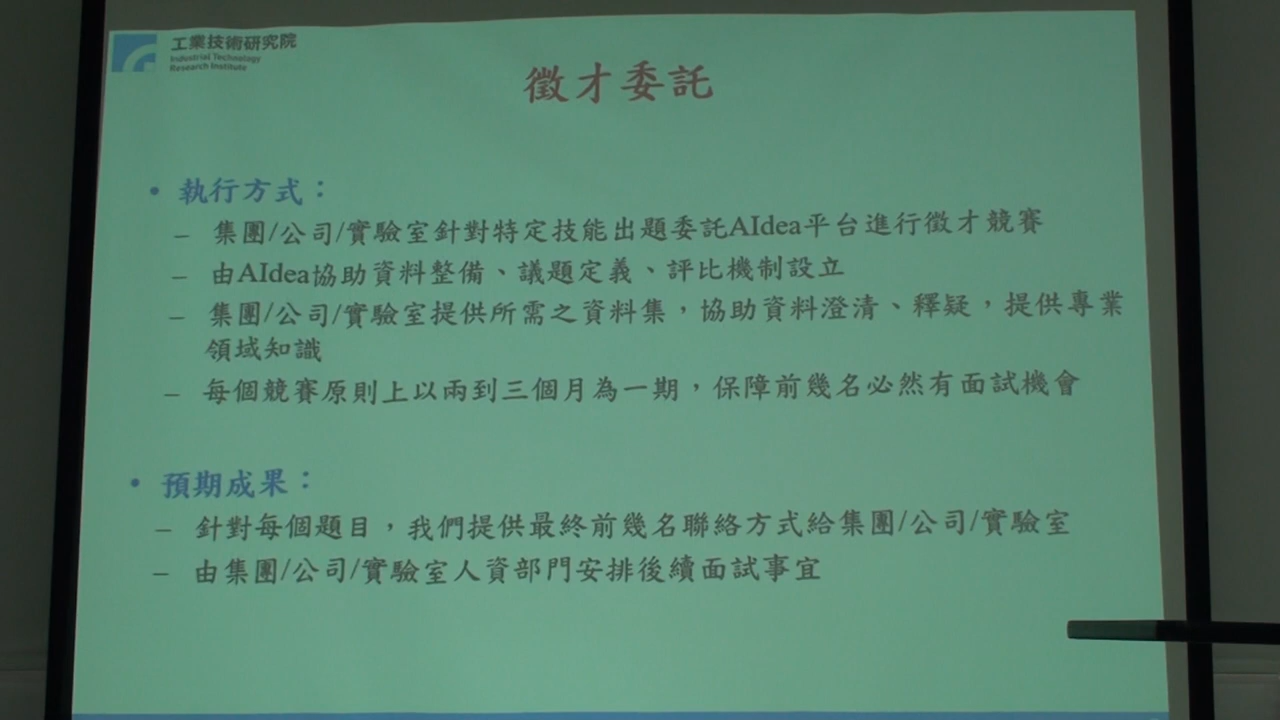 工業技術研究院
Industrial Technology
Research Institute
徵才委託
• 執行方式：
– 集團/公司/實驗室針對特定技能出題委託AIdea平台進行徵才競賽
– 由AIdea協助資料整備、議題定義、評比機制設立
– 集團/公司/實驗室提供所需之資料集，協助資料澄清、釋疑，提供專業
領域知識
– 每個競賽原則上以兩到三個月為一期，保障前幾名必然有面試機會
• 預期成果：
– 針對每個題目，我們提供最終前幾名聯絡方式給集團/公司/實驗室
– 由集團/公司/實驗室人資部門安排後續面試事宜